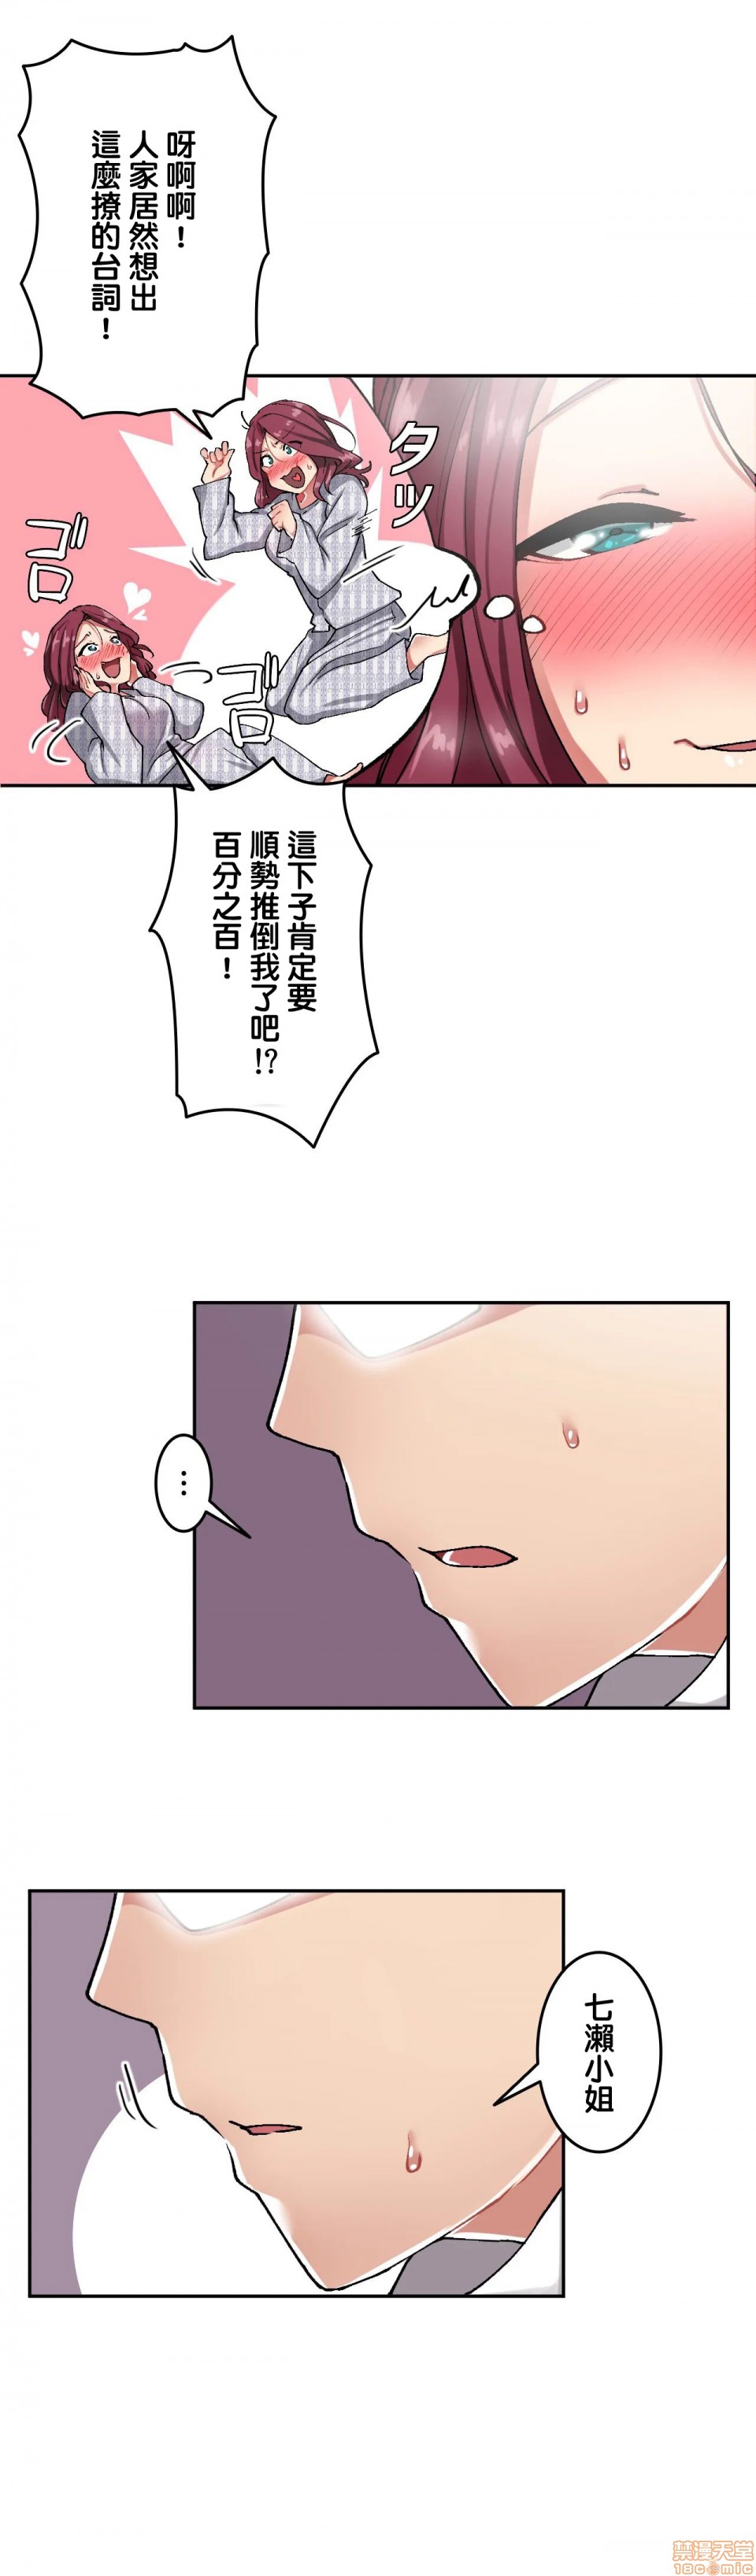 呀啊啊！
人家居然想出
這麼撩的台詞！
タッ
ゴロ
ゴロ
這下子肯定要
順勢推倒我了吧!?
百分之百！
…
七瀨小姐
禁漫天堂
18comic